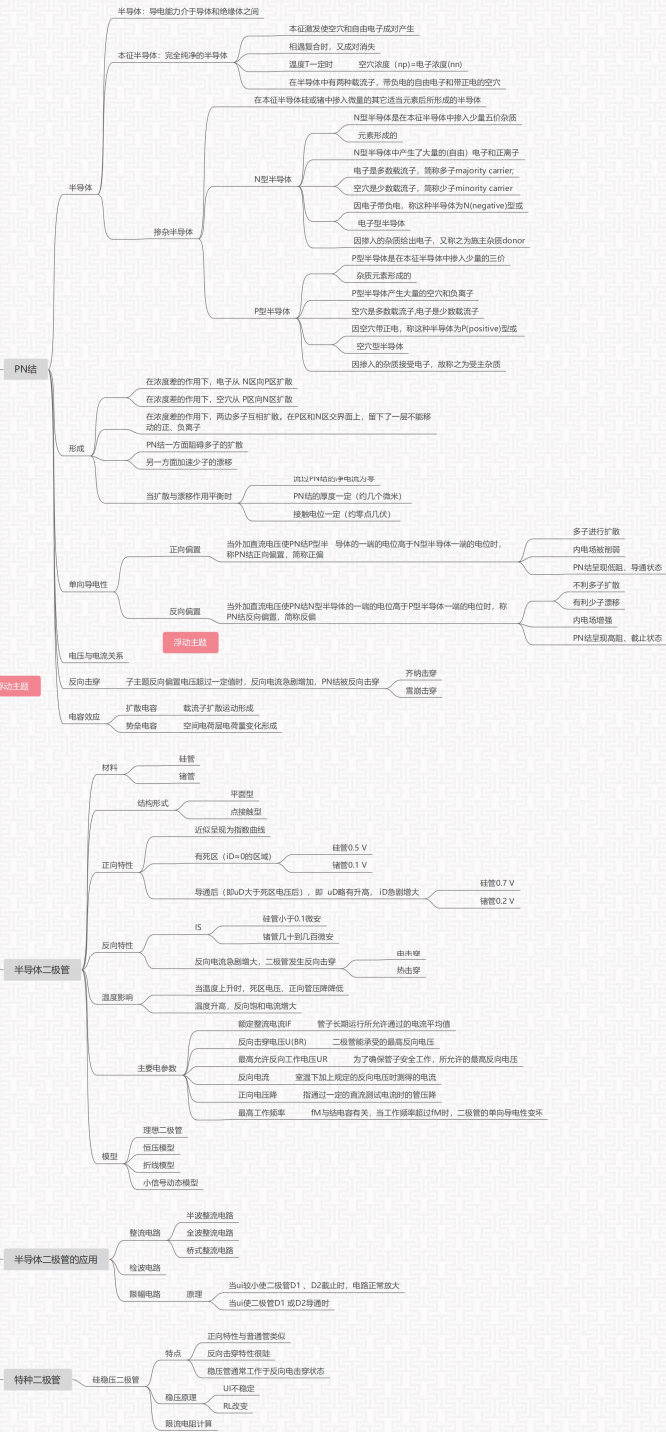 半导体：导电能力介于导体和绝缘体之间
本征半导体：完全纯净的半导体
本征激发使空穴和自由电子成对产生
相遇复合时，又成对消失
温度T一定时 空穴浓度（np)=电子浓度(nn)
在半导体中有两种载流子，带负电的自由电子和带正电的空穴
半导体
掺杂半导体
在本征半导体硅或锗中掺入微量的其它适当元素后所形成的半导体
N型半导体
N型半导体是在本征半导体中掺入少量五价杂质
元素形成的
N型半导体中产生了大量的(自由）电子和正离子
电子是多数载流子，简称多子majority carrier;
空穴是少数载流子，简称少子minority carrier
因电子带负电，称这种半导体为N(negative)型或
电子型半导体
因掺入的杂质给出电子，又称之为施主杂质donor
P型半导体
P型半导体是在本征半导体中掺入少量的三价
杂质元素形成的
P型半导体产生大量的空穴和负离子
空穴是多数载流子,电子是少数载流子
因空穴带正电，称这种半导体为P(positive)型或
空穴型半导体
因掺入的杂质接受电子，故称之为受主杂质
PN结
形成
在浓度差的作用下，电子从 N区向P区扩散
在浓度差的作用下，空穴从 P区向N区扩散
在浓度差的作用下，两边多子互相扩散。在P区和N区交界面上，留下了一层不能移
动的正、负离子
PN结一方面阻碍多子的扩散
另一方面加速少子的漂移
当扩散与漂移作用平衡时
流过PN结的净电流为零
PN结的厚度一定（约几个微米）
接触电位一定（约零点几伏）
单向导电性
正向偏置
当外加直流电压使PN结P型半 导体的一端的电位高于N型半导体一端的电位时，
称PN结正向偏置，简称正偏
多子进行扩散
内电场被削弱
PN结呈现低阻、导通状态
反向偏置
当外加直流电压使PN结N型半导体的一端的电位高于P型半导体一端的电位时，称
PN结反向偏置，简称反偏
不利多子扩散
有利少子漂移
内电场增强
PN结呈现高阻、截止状态
浮动主题
电压与电流关系
浮动主题
反向击穿
子主题反向偏置电压超过一定值时，反向电流急剧增加，PN结被反向击穿
齐纳击穿
雪崩击穿
电容效应
扩散电容 载流子扩散运动形成
势垒电容 空间电荷层电荷量变化形成
半导体二极管
材料
硅管
锗管
结构形式
平面型
点接触型
正向特性
近似呈现为指数曲线
有死区（iD≈0的区域）
硅管0.5 V
锗管0.1 V
导通后（即uD大于死区电压后），即 uD略有升高， iD急剧增大
硅管0.7 V
锗管0.2 V
反向特性
IS
硅管小于0.1微安
锗管几十到几百微安
反向电流急剧增大，二极管发生反向击穿
电击穿
热击穿
温度影响
当温度上升时，死区电压、正向管压降降低
温度升高，反向饱和电流增大
主要电参数
额定整流电流IF 管子长期运行所允许通过的电流平均值
反向击穿电压U(BR) 二极管能承受的最高反向电压
最高允许反向工作电压UR 为了确保管子安全工作，所允许的最高反向电压
反向电流 室温下加上规定的反向电压时测得的电流
正向电压降 指通过一定的直流测试电流时的管压降
最高工作频率 fM与结电容有关，当工作频率超过fM时，二极管的单向导电性变坏
模型
理想二极管
恒压模型
折线模型
小信号动态模型
半导体二极管的应用
整流电路
半波整流电路
全波整流电路
桥式整流电路
检波电路
限幅电路 原理
当ui较小使二极管D1 、D2截止时，电路正常放大
当ui使二极管D1 或D2导通时
特种二极管
硅稳压二极管
特点
正向特性与普通管类似
反向击穿特性很陡
稳压管通常工作于反向电击穿状态
稳压原理
UI不稳定
RL改变
限流电阻计算